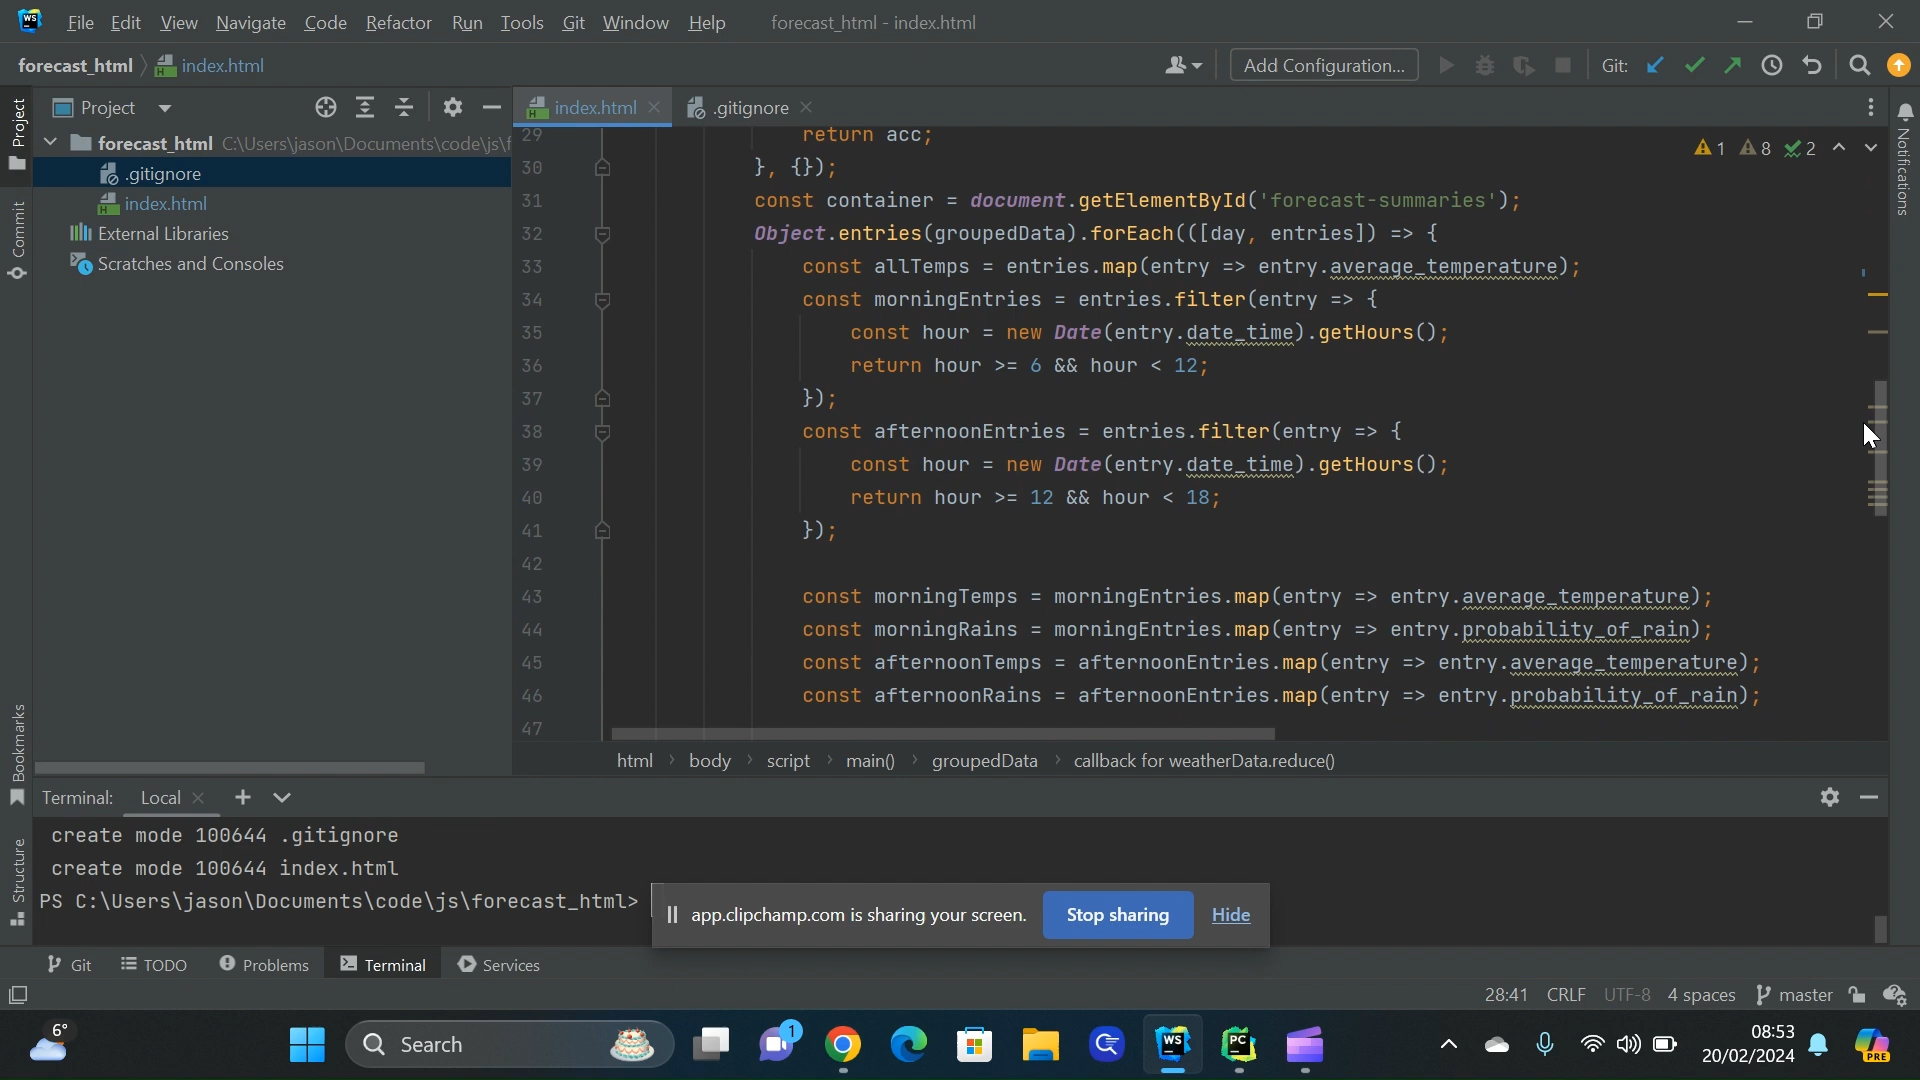 File Edit View Navigate Code Refactor Run Tools Git Window Help forecast_html - index.html
forecast_html index.html Add Configuration... Git:
Project index.html .gitignore
forecast_html C:\Users\jason\Documents\code\js\f
.gitignore
index.html
External Libraries
Scratches and Consoles
Project
Commit
Bookmarks
Structure
Notifications
1 8 2
29 return acc;
30 }, {});
31 const container = document.getElementById('forecast-summaries');
32 Object.entries(groupedData).forEach(([day, entries]) => {
33 const allTemps = entries.map(entry => entry.average_temperature);
34 const morningEntries = entries.filter(entry => {
35 const hour = new Date(entry.date_time).getHours();
36 return hour >= 6 && hour < 12;
37 });
38 const afternoonEntries = entries.filter(entry => {
39 const hour = new Date(entry.date_time).getHours();
40 return hour >= 12 && hour < 18;
41 });
42
43 const morningTemps = morningEntries.map(entry => entry.average_temperature);
44 const morningRains = morningEntries.map(entry => entry.probability_of_rain);
45 const afternoonTemps = afternoonEntries.map(entry => entry.average_temperature);
46 const afternoonRains = afternoonEntries.map(entry => entry.probability_of_rain);
47
html body script main() groupedData callback for weatherData.reduce()
Terminal: Local
create mode 100644 .gitignore
create mode 100644 index.html
PS C:\Users\jason\Documents\code\js\forecast_html>
app.clipchamp.com is sharing your screen. Stop sharing Hide
Git TODO Problems Terminal Services
28:41 CRLF UTF-8 4 spaces master
6° Search 1 WS PC 08:53
20/02/2024 PRE